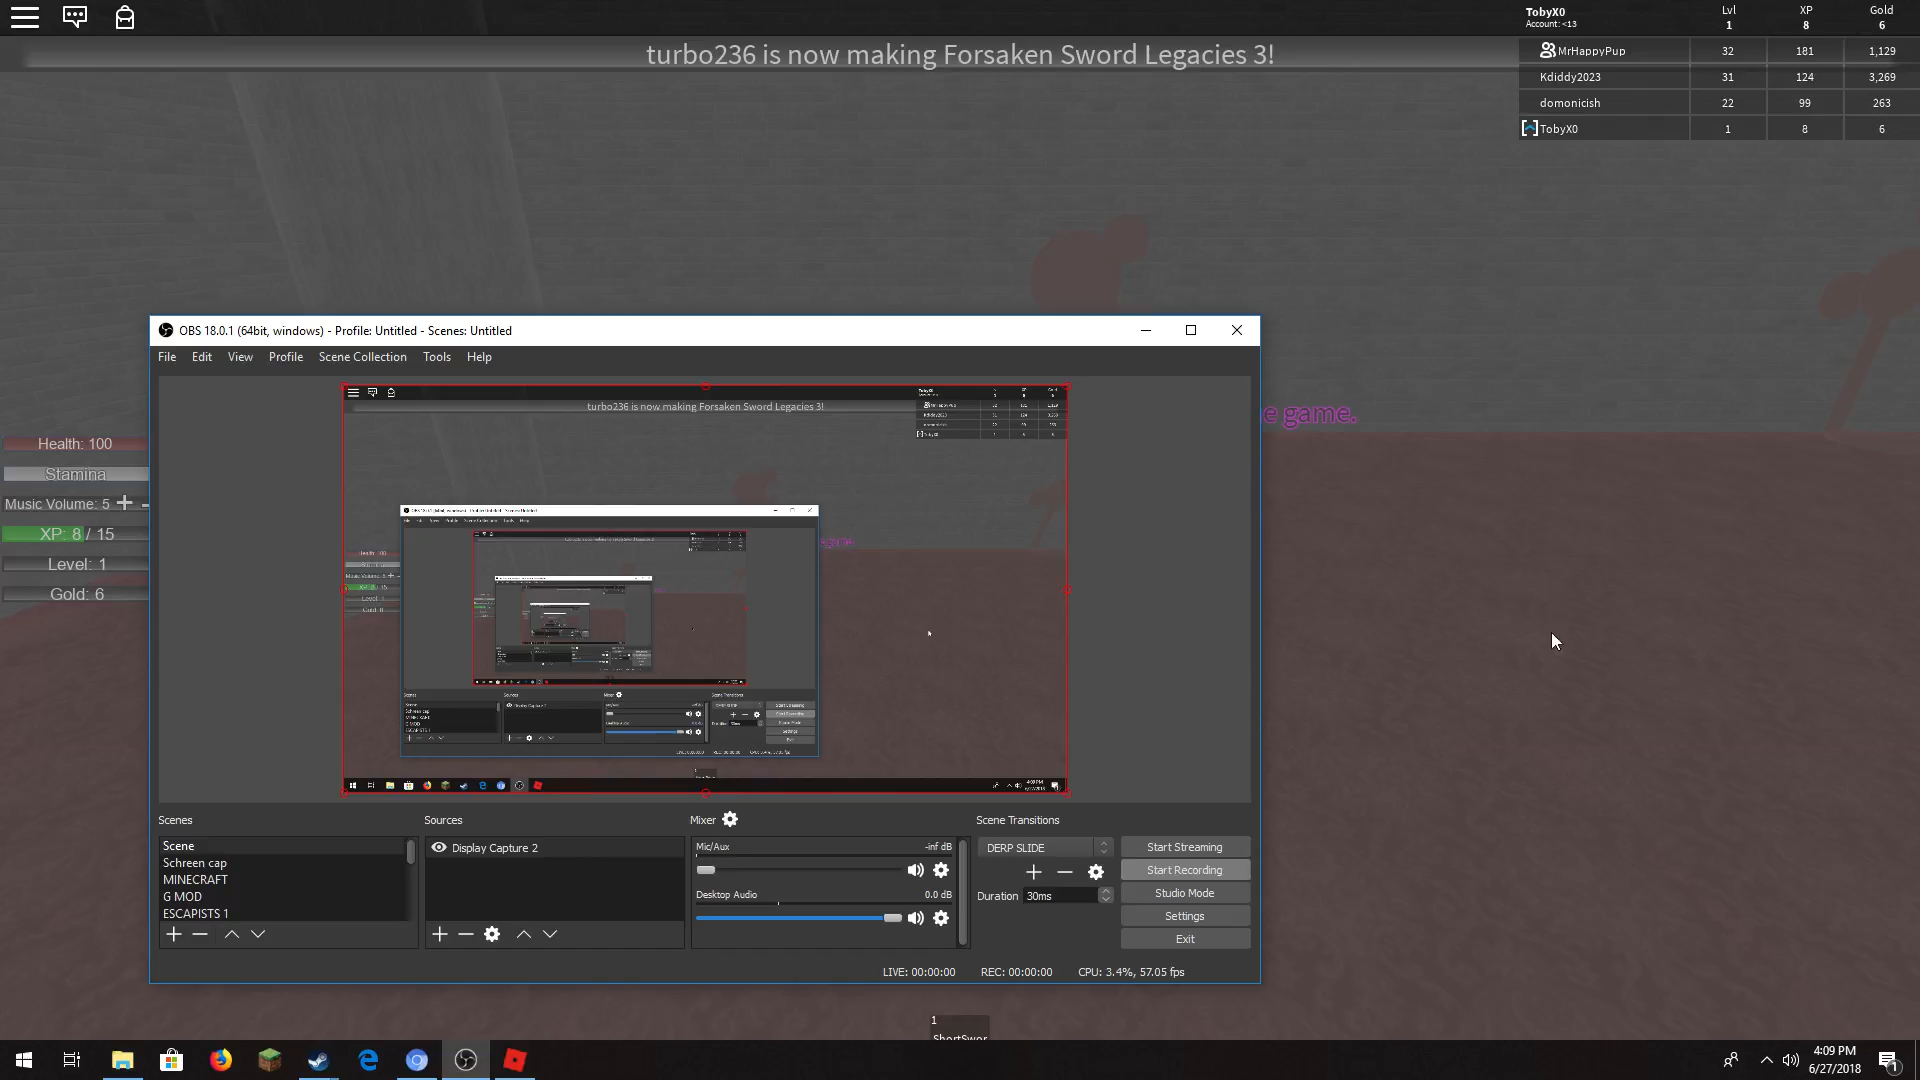 TobyX0
Account: <13
Lvl
1
XP
8
Gold
6
turbo236 is now making Forsaken Sword Legacies 3!
MrHappyPup 32 181 1,129
Kdiddy2023 31 124 3,269
domonicish 22 99 263
TobyX0 1 8 6
OBS 18.0.1 (64bit, windows) - Profile: Untitled - Scenes: Untitled
File Edit View Profile Scene Collection Tools Help
turbo236 is now making Forsaken Sword Legacies 3!
e game.
Health: 100
Stamina
Music Volume: 5
XP: 8 / 15
Level: 1
Gold: 6
Display Capture 2
Scenes
Scene
Schreen cap
MINECRAFT
G MOD
ESCAPISTS 1
Sources
Display Capture 2
Mixer
Mic/Aux -inf dB
Desktop Audio 0.0 dB
Scene Transitions
DERP SLIDE
Duration 30ms
Start Streaming
Start Recording
Studio Mode
Settings
Exit
LIVE: 00:00:00 REC: 00:00:00 CPU: 3.4%, 57.05 fps
1
ShortSwor
4:09 PM
6/27/2018
1